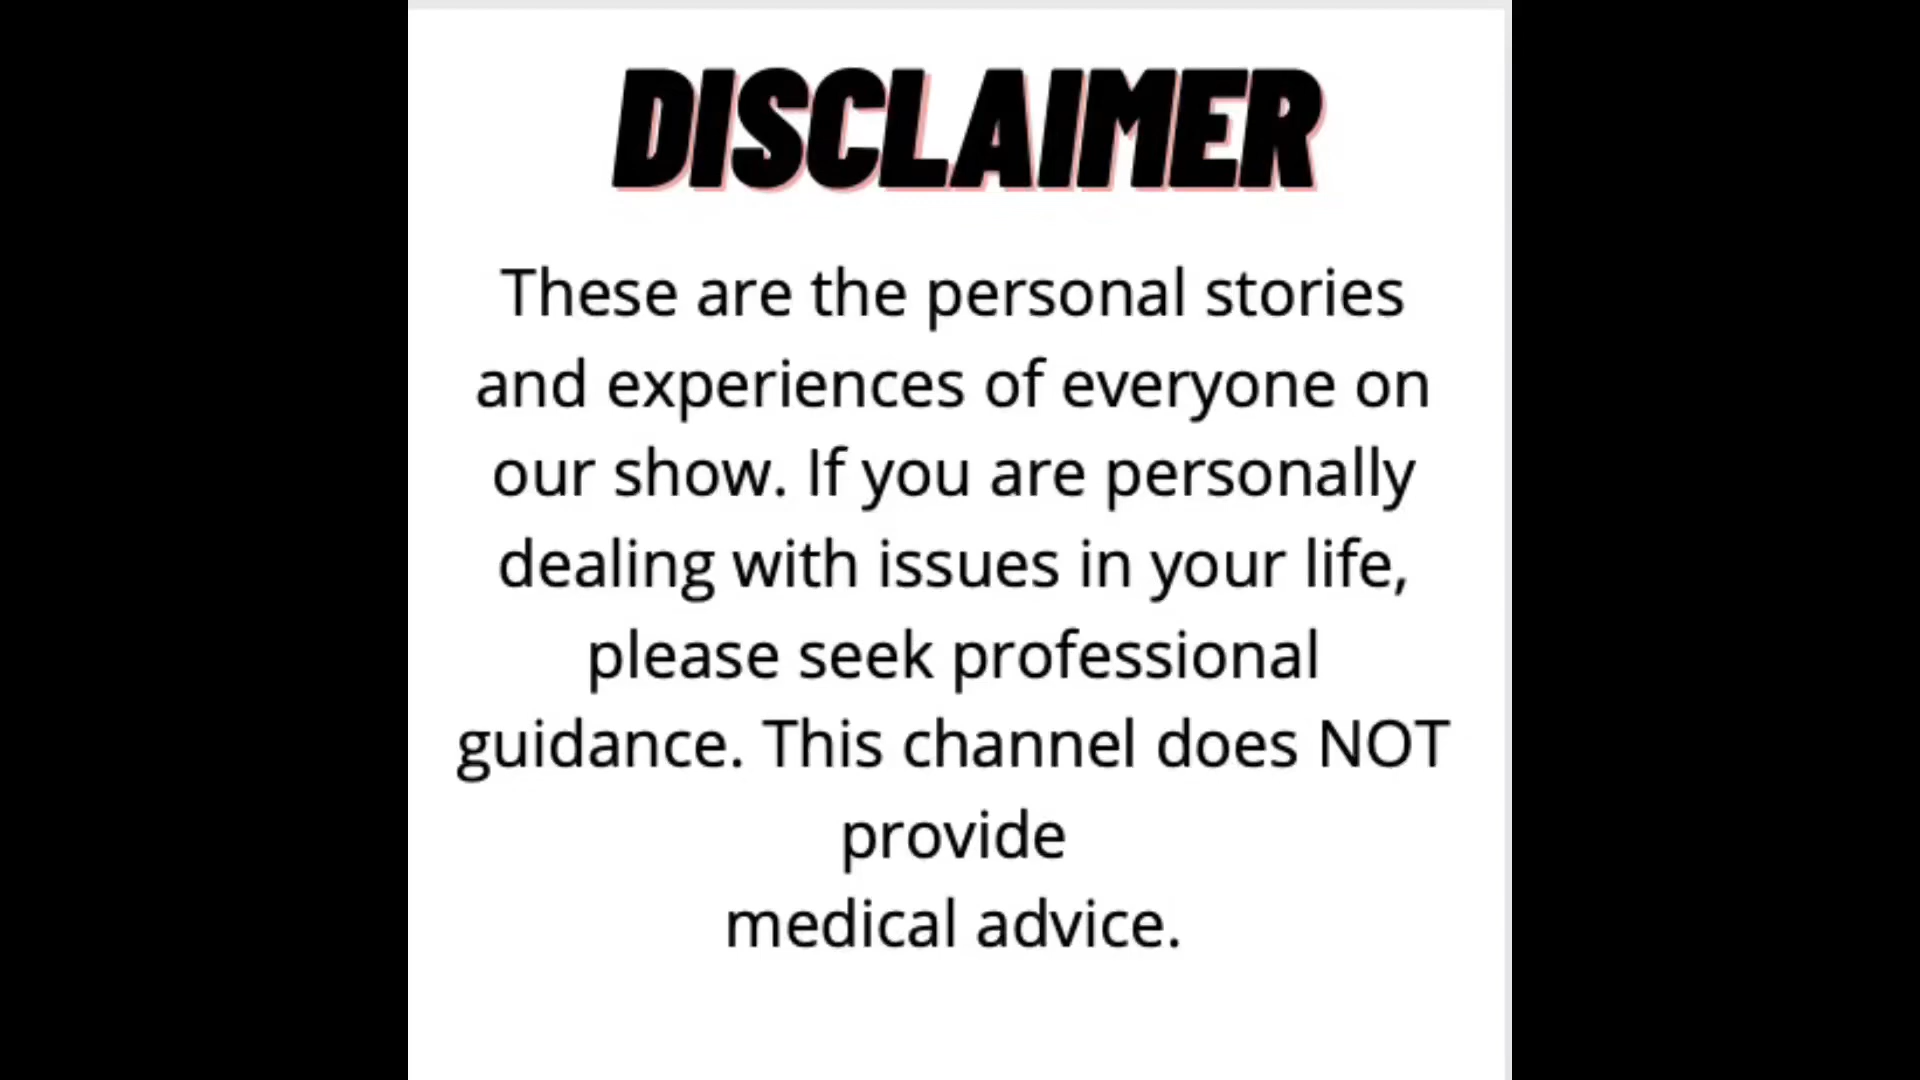 DISCLAIMER
These are the personal stories
and experiences of everyone on
our show. If you are personally
dealing with issues in your life,
please seek professional
guidance. This channel does NOT
provide
medical advice.